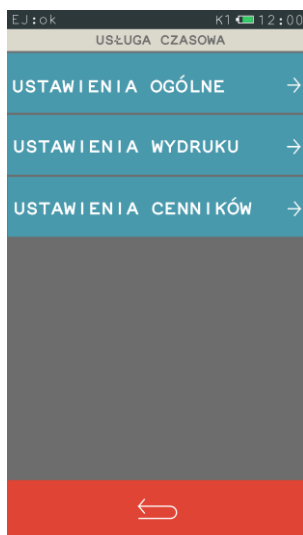 EJ:ok K1 12:00
USŁUGA CZASOWA
USTAWIENIA OGÓLNE
USTAWIENIA WYDRUKU
USTAWIENIA CENNIKÓW